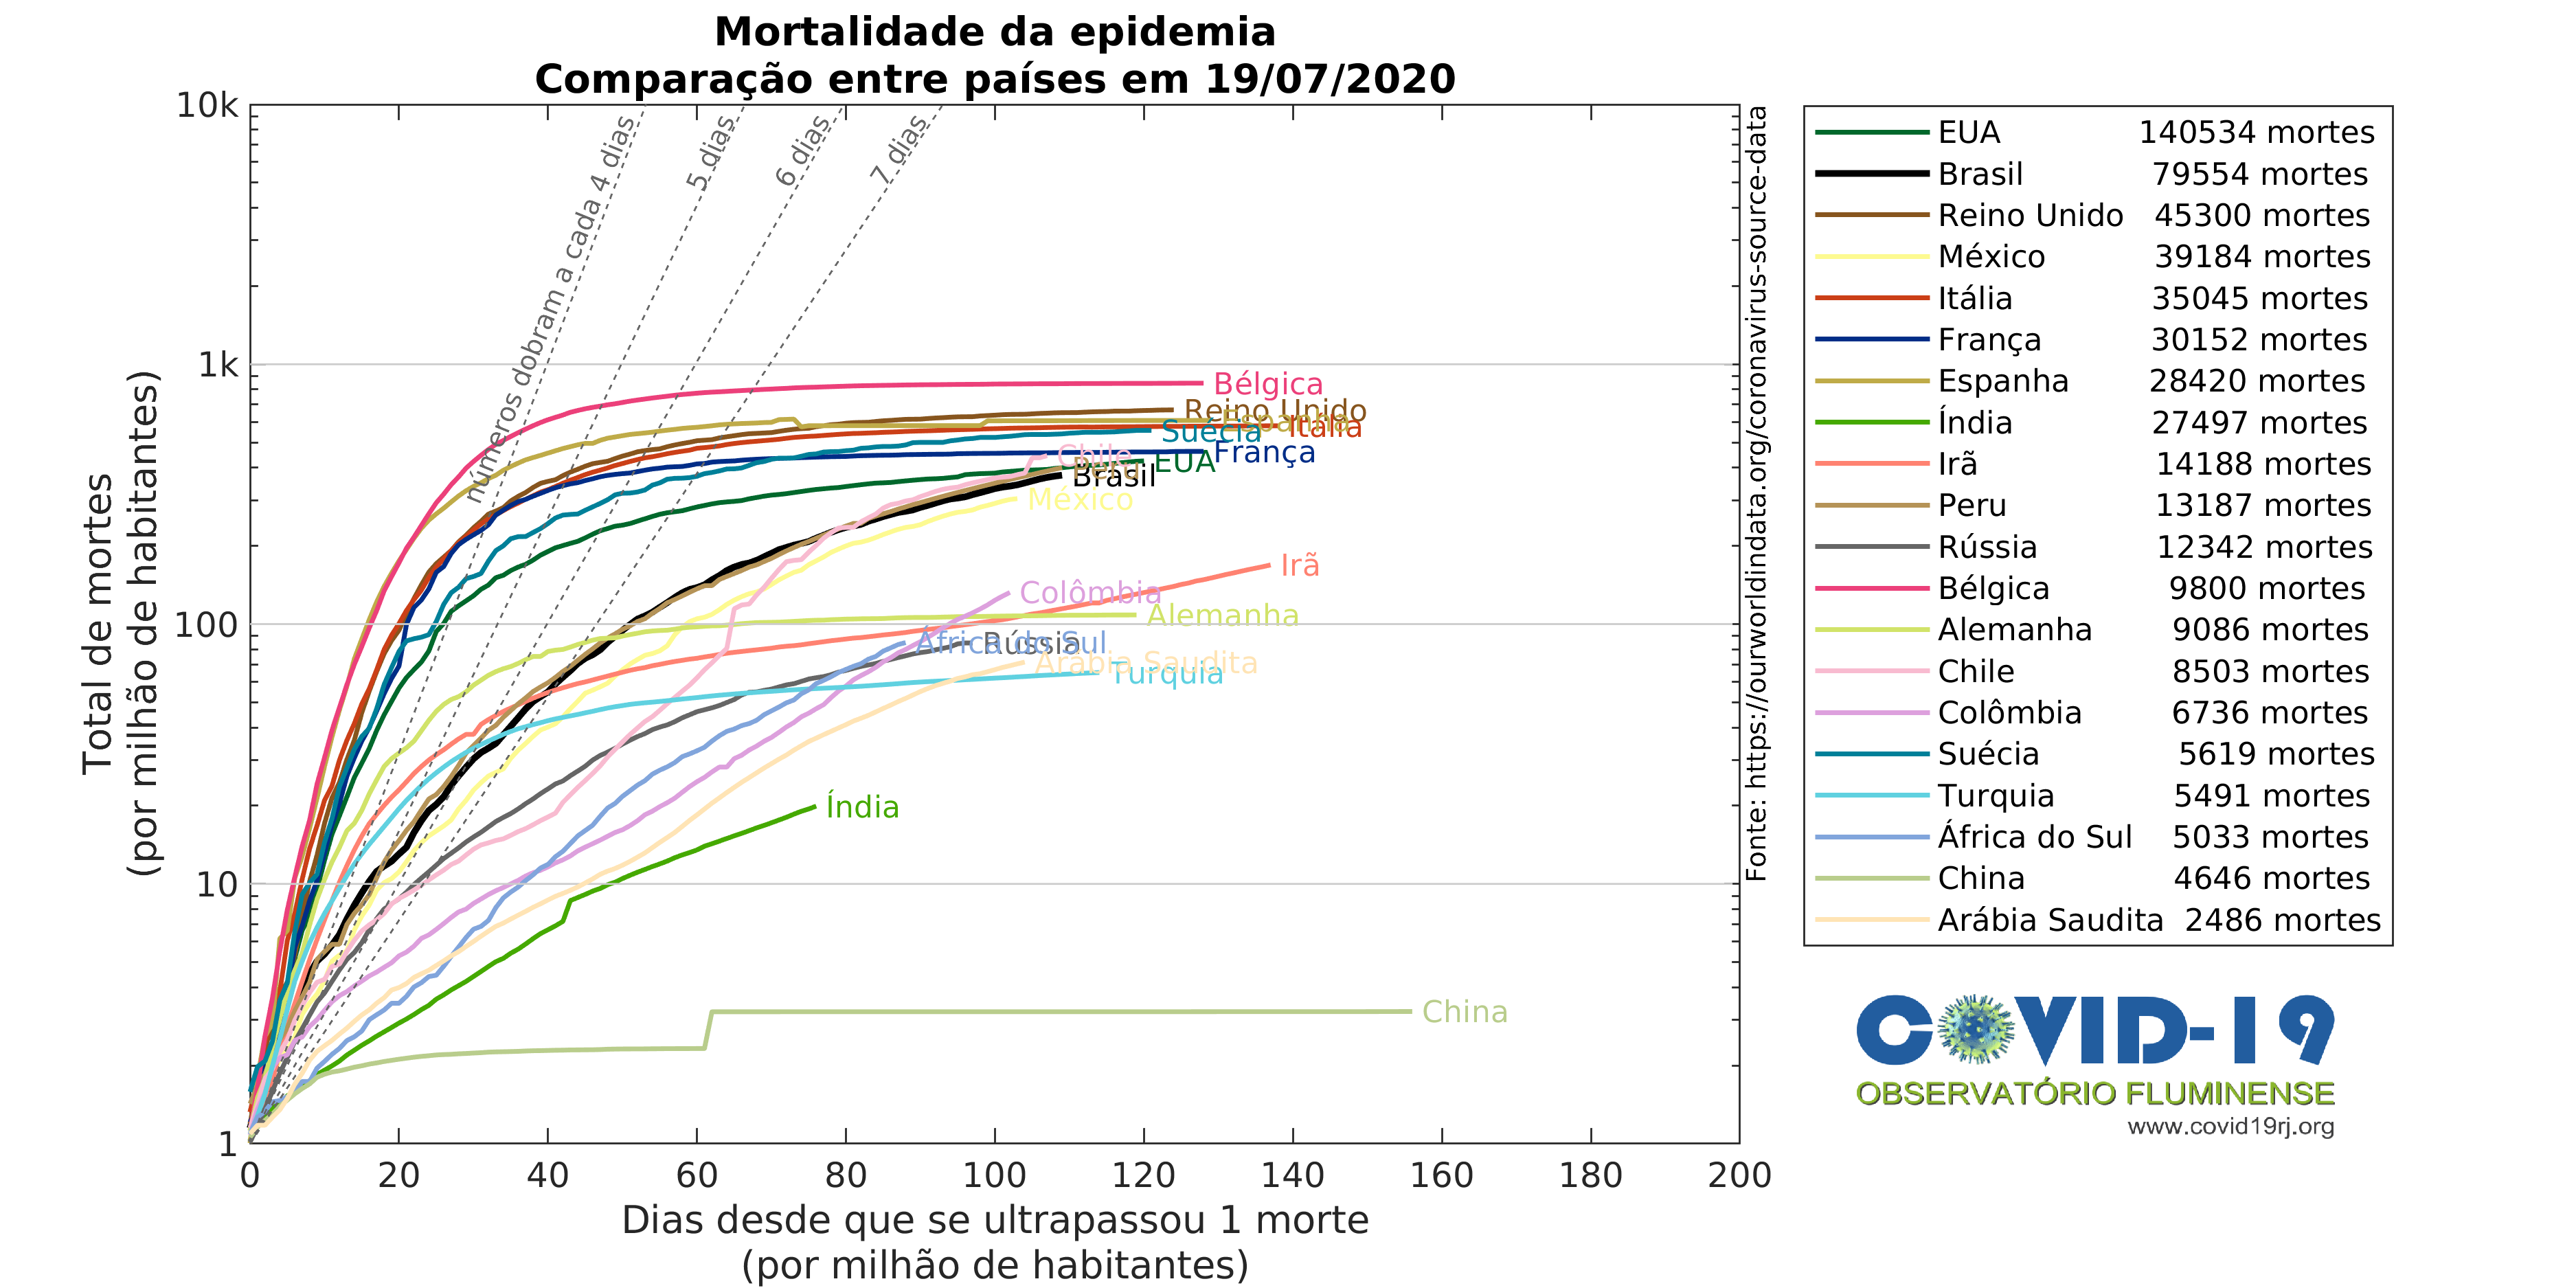 Mortalidade da epidemia
Comparação entre países em 19/07/2020
Total de mortes
(por milhão de habitantes)
10k
1k
100
10
1
0 20 40 60 80 100 120 140 160 180 200
Dias desde que se ultrapassou 1 morte
(por milhão de habitantes)
números dobram a cada 4 dias
5 dias
6 dias
7 dias
Bélgica
Reino Unido
Espanha
Itália
Suécia
França
Chile
Peru
EUA
Brasil
México
Irã
Colômbia
Alemanha
África do Sul
Rússia
Arábia Saudita
Turquia
Índia
China
Fonte: https://ourworldindata.org/coronavirus-source-data
EUA 140534 mortes
Brasil 79554 mortes
Reino Unido 45300 mortes
México 39184 mortes
Itália 35045 mortes
França 30152 mortes
Espanha 28420 mortes
Índia 27497 mortes
Irã 14188 mortes
Peru 13187 mortes
Rússia 12342 mortes
Bélgica 9800 mortes
Alemanha 9086 mortes
Chile 8503 mortes
Colômbia 6736 mortes
Suécia 5619 mortes
Turquia 5491 mortes
África do Sul 5033 mortes
China 4646 mortes
Arábia Saudita 2486 mortes
COVID-19
OBSERVATÓRIO FLUMINENSE
www.covid19rj.org